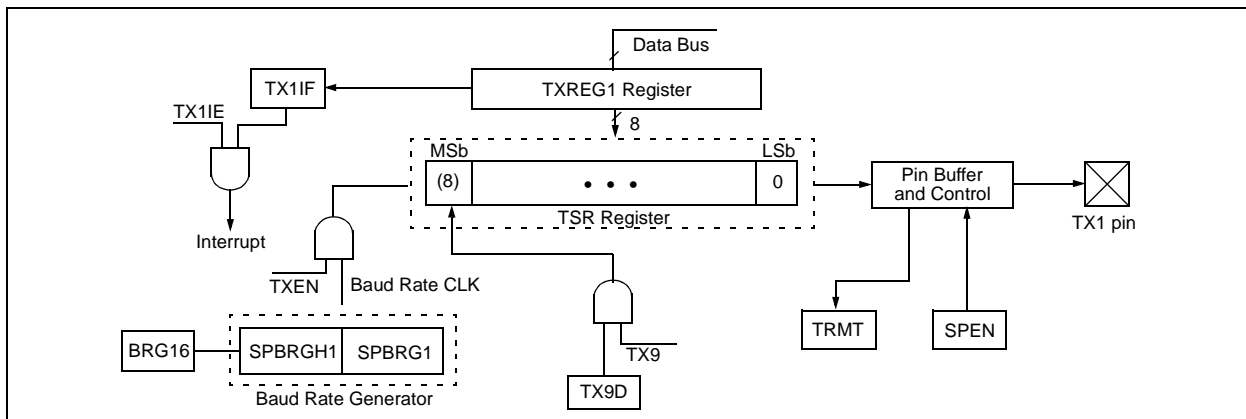 Data Bus
TX1IF
TXREG1 Register
TX1IE
8
MSb
LSb
(8)
• • •
0
Pin Buffer
and Control
TSR Register
TX1 pin
Interrupt
TXEN
Baud Rate CLK
TRMT
SPEN
BRG16
SPBRGH1
SPBRG1
TX9
TX9D
Baud Rate Generator